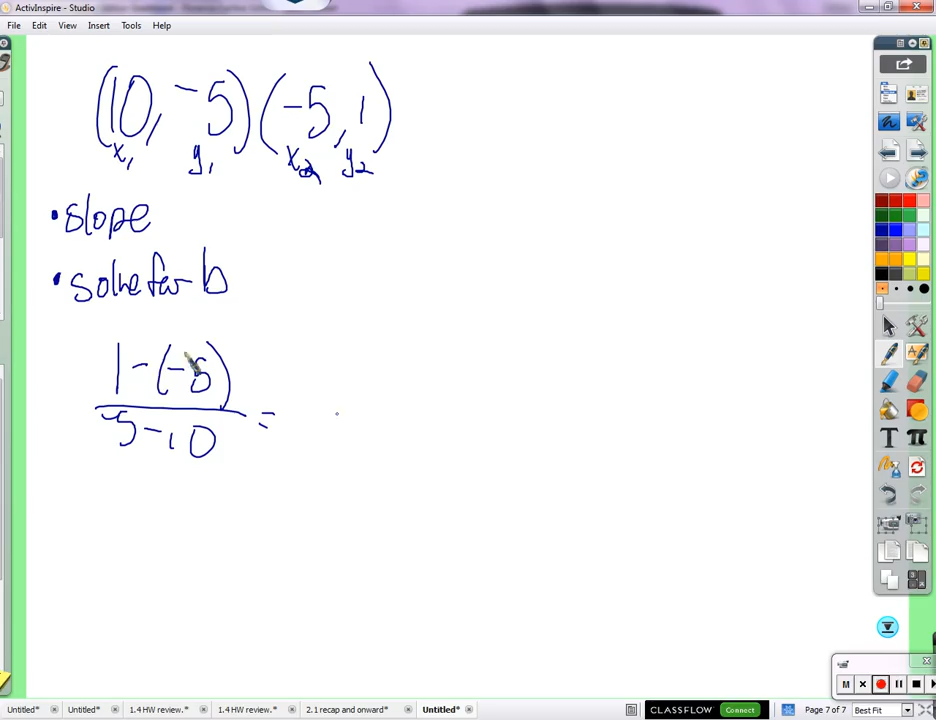 ActivInspire - Studio
File Edit View Insert Tools Help
(10, -5) (-5, 1)
x₁ y₁ x₂ y₂
• slope
• solve for b
1 - (-5)
-5 - 10 =
Untitled* Untitled* 1.4 HW review.* 1.4 HW review.* 2.1 recap and onward* Untitled* CLASSFLOW Connect Page 7 of 7 Best Fit
M